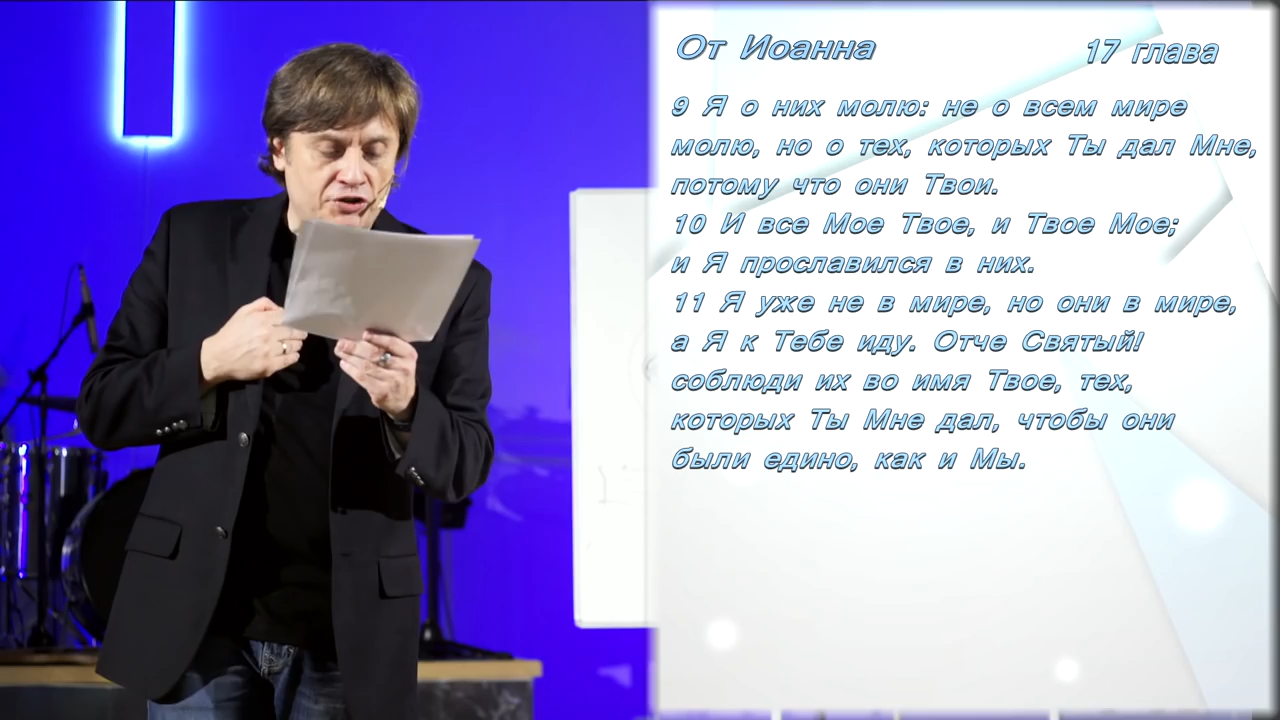 От Иоанна 17 глава
9 Я о них молю: не о всем мире
молю, но о тех, которых Ты дал Мне,
потому что они Твои.
10 И все Мое Твое, и Твое Мое;
и Я прославился в них.
11 Я уже не в мире, но они в мире,
а Я к Тебе иду. Отче Святый!
соблюди их во имя Твое, тех,
которых Ты Мне дал, чтобы они
были едино, как и Мы.